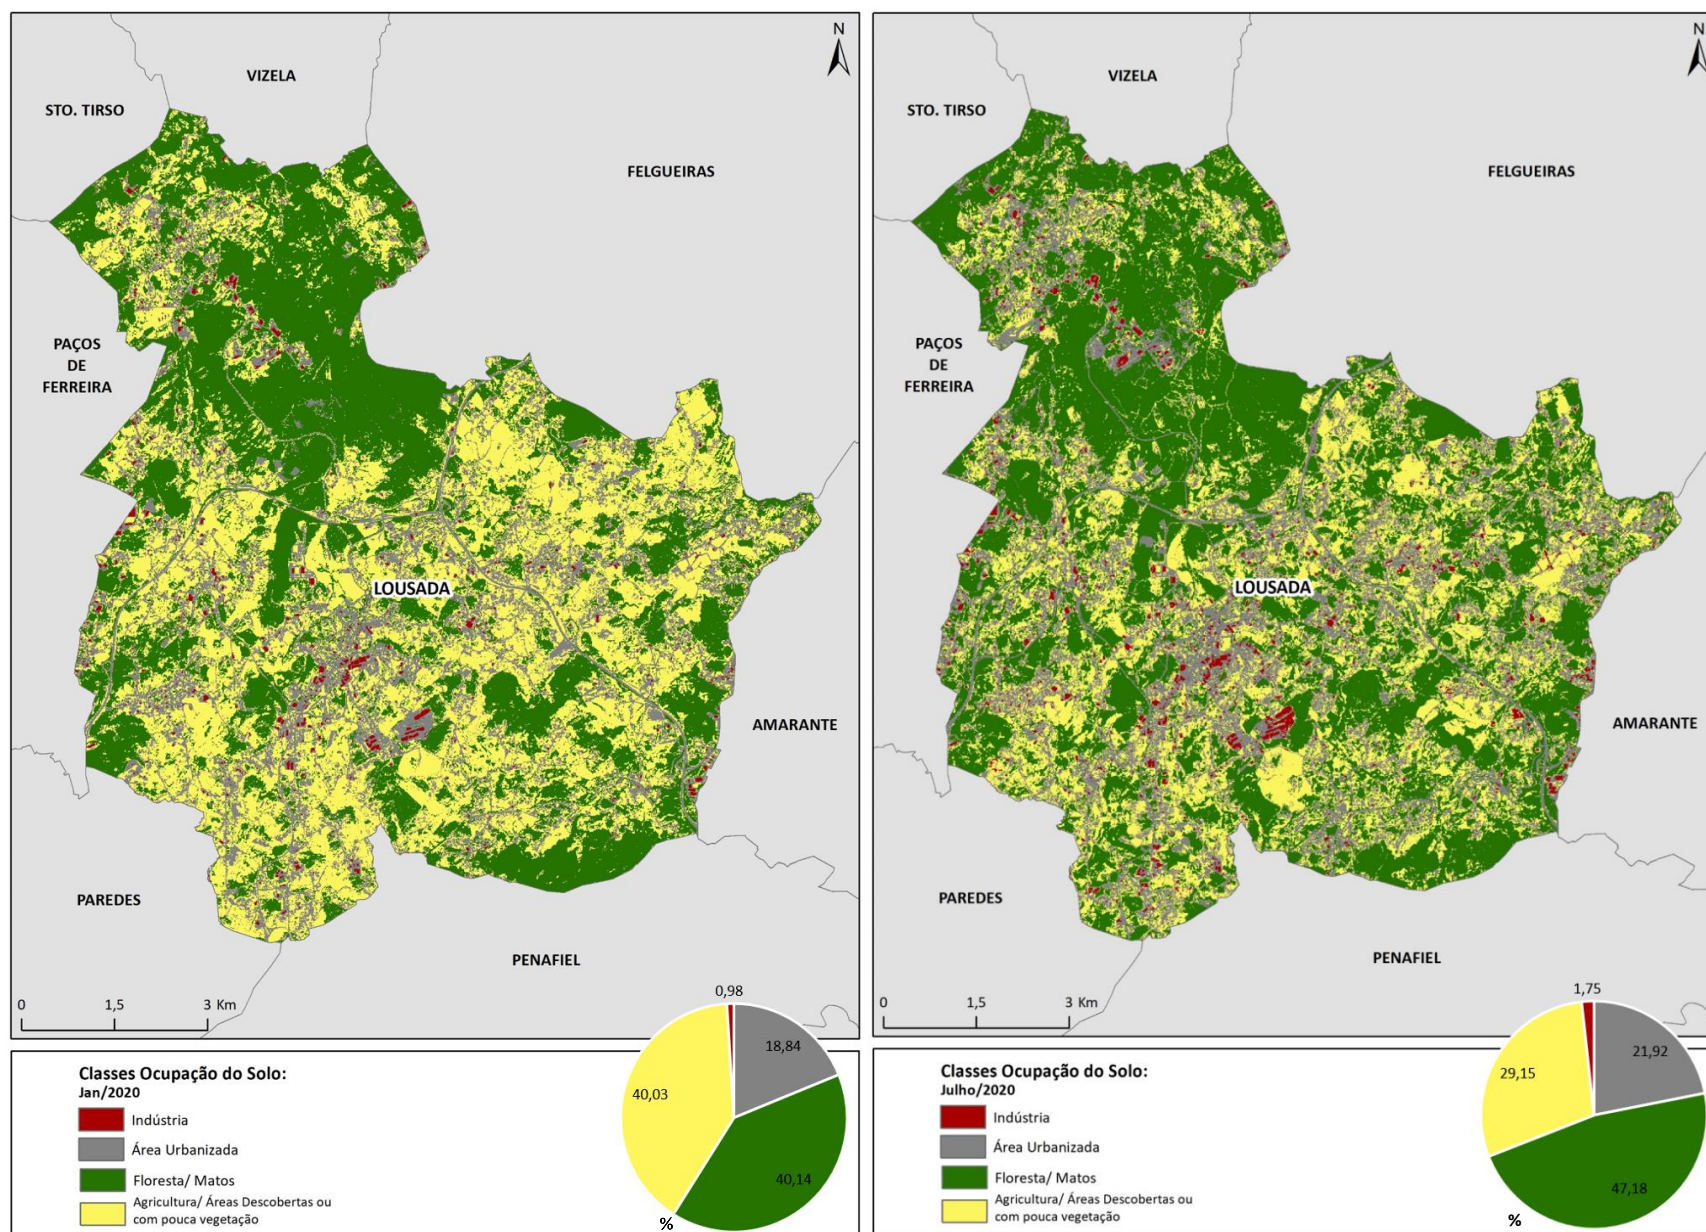 N
VIZELA
STO. TIRSO
FELGUEIRAS
PAÇOS
DE
FERREIRA
LOUSADA
AMARANTE
PAREDES
PENAFIEL
0 1,5 3 Km
Classes Ocupação do Solo:
Jan/2020
Indústria
Área Urbanizada
Floresta/ Matos
Agricultura/ Áreas Descobertas ou
com pouca vegetação
0,98
18,84
40,03
40,14
%
N
VIZELA
STO. TIRSO
FELGUEIRAS
PAÇOS
DE
FERREIRA
LOUSADA
AMARANTE
PAREDES
PENAFIEL
0 1,5 3 Km
Classes Ocupação do Solo:
Julho/2020
Indústria
Área Urbanizada
Floresta/ Matos
Agricultura/ Áreas Descobertas ou
com pouca vegetação
1,75
21,92
29,15
47,18
%